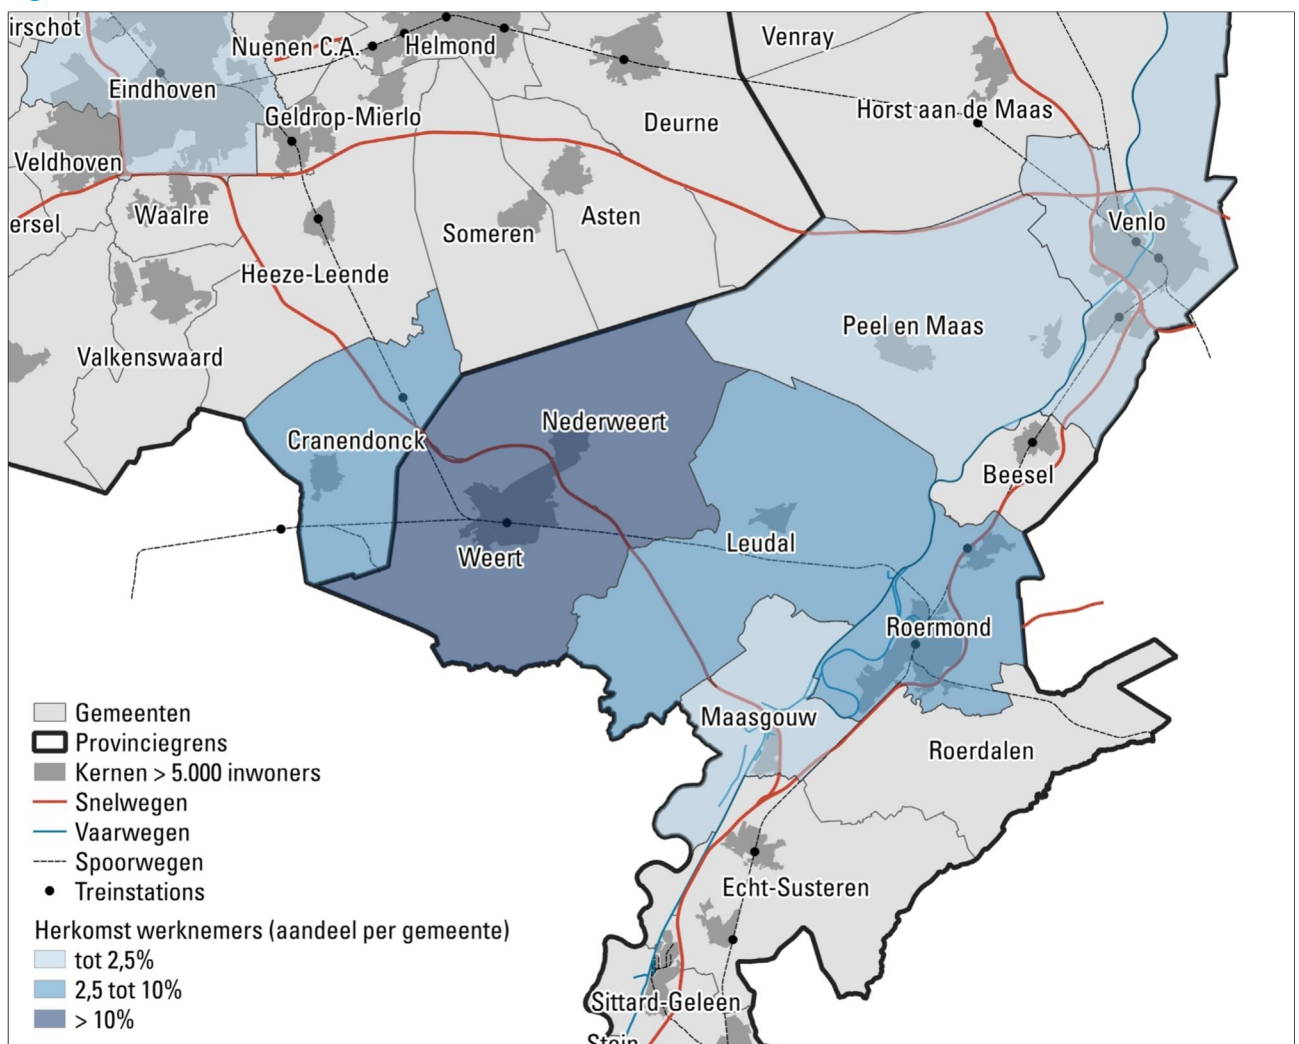 irschot
Nuenen C.A.
Helmond
Venray
Eindhoven
Geldrop-Mierlo
Deurne
Horst aan de Maas
Veldhoven
Waalre
ersel
Someren
Asten
Venlo
Heeze-Leende
Peel en Maas
Valkenswaard
Nederweert
Cranendonck
Beesel
Weert
Leudal
Roermond
Maasgouw
Roerdalen
Echt-Susteren
Sittard-Geleen
Stein
Gemeenten
Provinciegrens
Kernen > 5.000 inwoners
Snelwegen
Vaarwegen
Spoorwegen
Treinstations
Herkomst werknemers (aandeel per gemeente)
tot 2,5%
2,5 tot 10%
> 10%